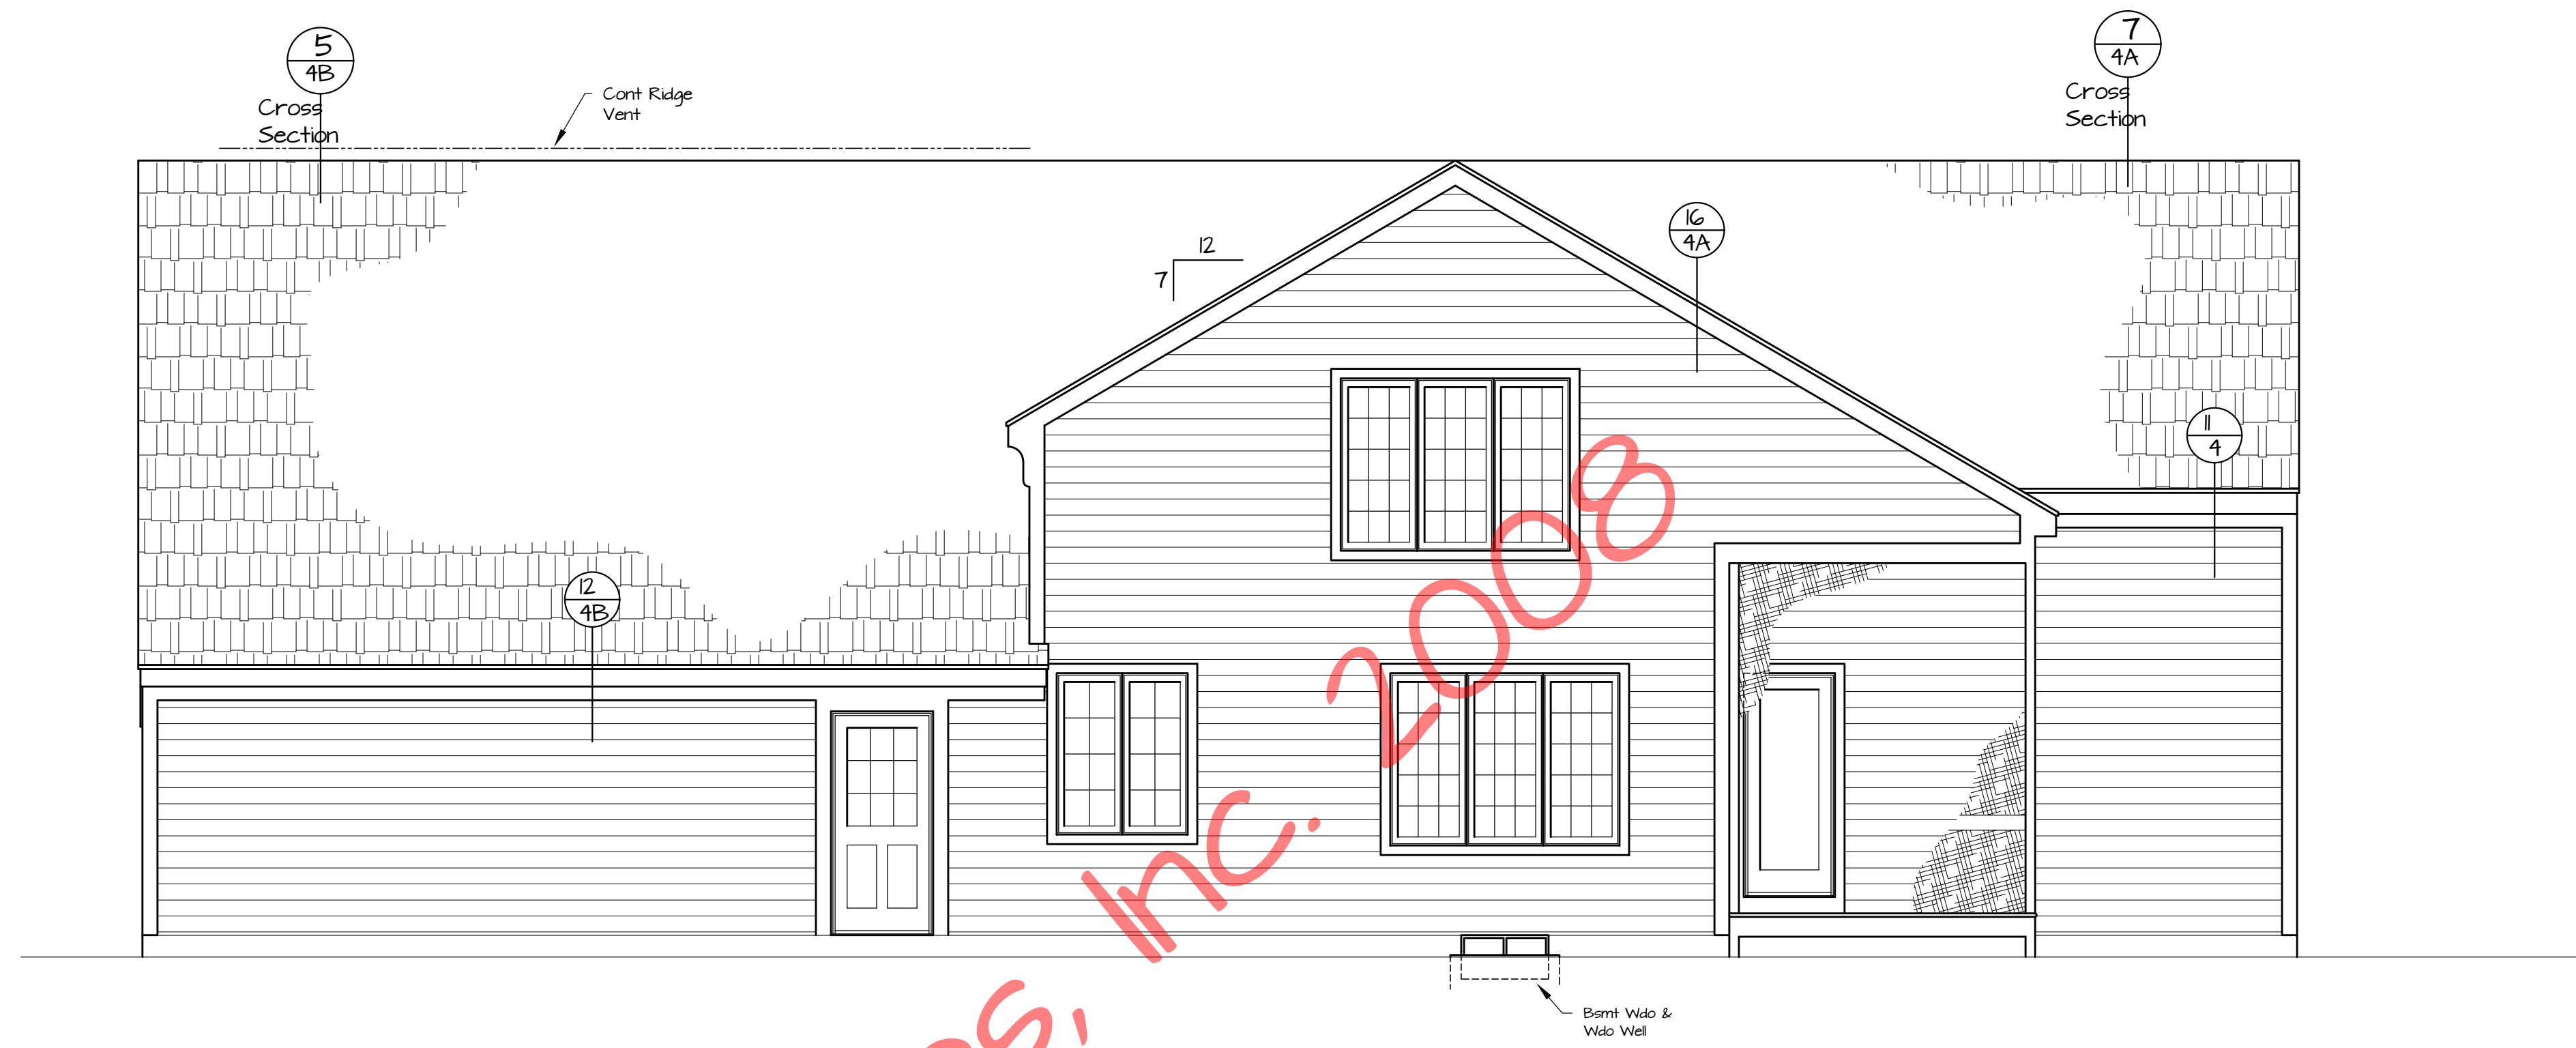 5
4B
Cross
Section
Cont Ridge
Vent
7
4A
Cross
Section
12
7
16
4A
11
4
12
4B
Inc. 2008
Bsmt Wdo &
Wdo Well